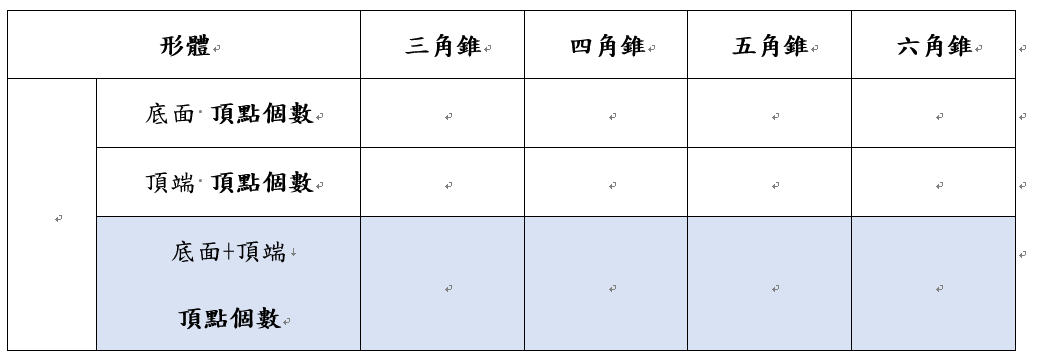 形體 三角錐 四角錐 五角錐 六角錐
底面 頂點個數
頂端 頂點個數
底面+頂端
頂點個數